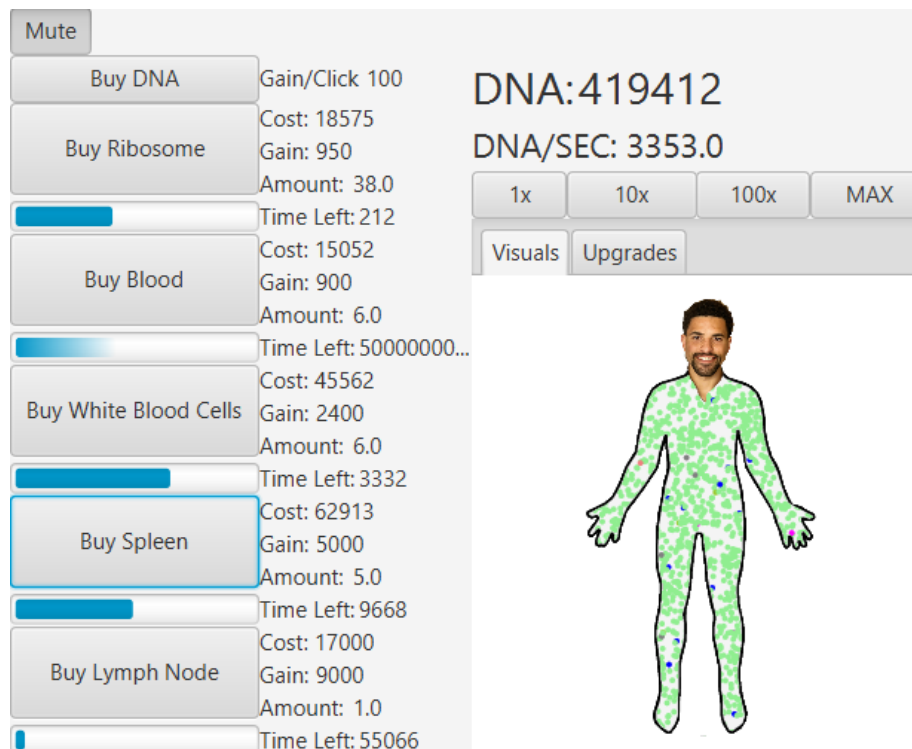 Mute
Buy DNA
Gain/Click 100
Buy Ribosome
Cost: 18575
Gain: 950
Amount: 38.0
Time Left: 212
Buy Blood
Cost: 15052
Gain: 900
Amount: 6.0
Time Left: 50000000...
Buy White Blood Cells
Cost: 45562
Gain: 2400
Amount: 6.0
Time Left: 3332
Buy Spleen
Cost: 62913
Gain: 5000
Amount: 5.0
Time Left: 9668
Buy Lymph Node
Cost: 17000
Gain: 9000
Amount: 1.0
Time Left: 55066
DNA: 419412
DNA/SEC: 3353.0
1x 10x 100x MAX
Visuals Upgrades